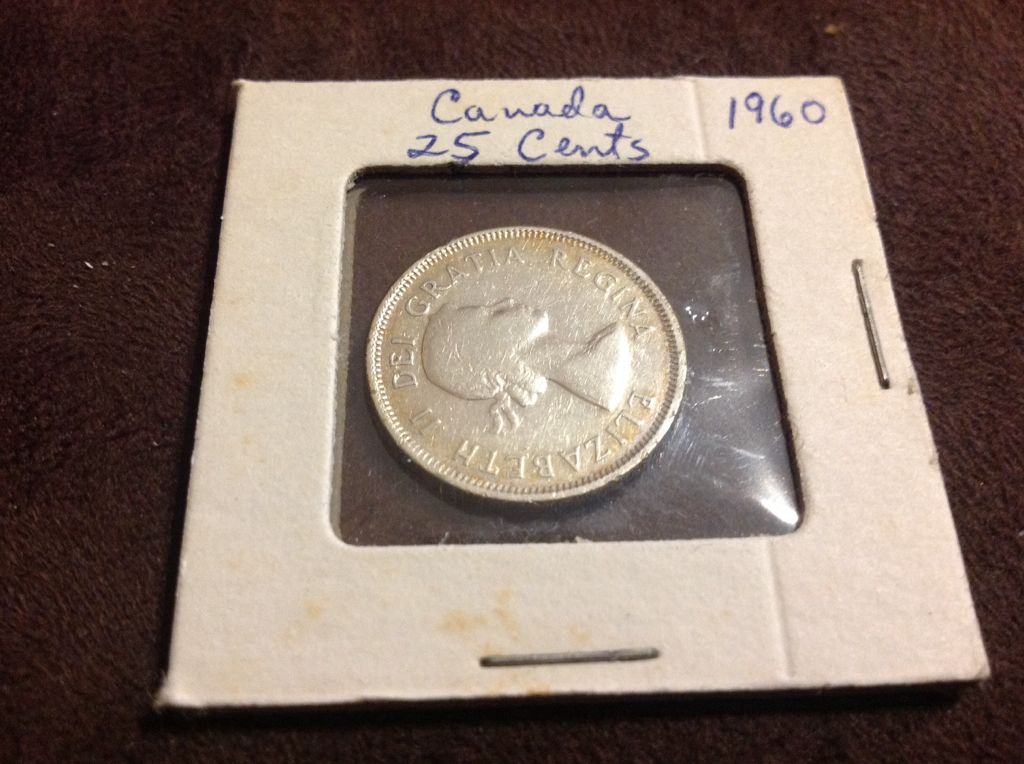 Canada 1960
25 Cents
ELIZABETH II DEI GRATIA REGINA